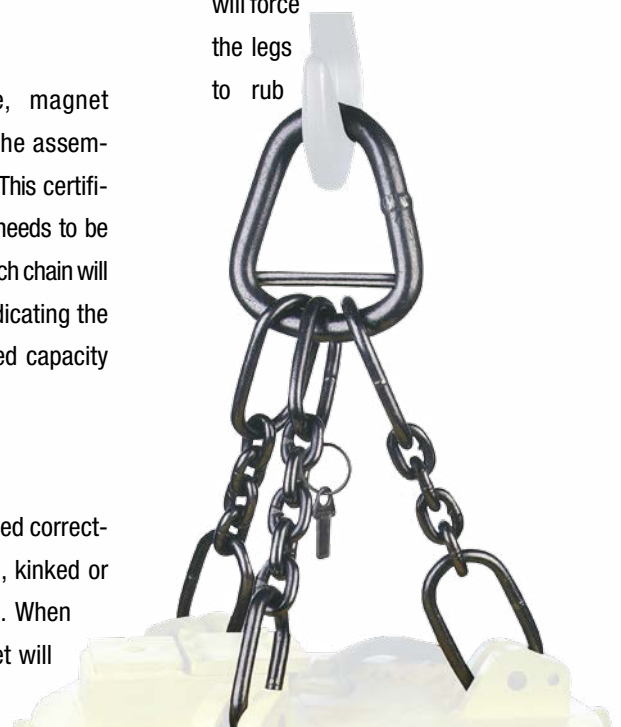 will force
the legs
to rub
e, magnet
he assem-
This certifi-
needs to be
ch chain will
dicating the
ed capacity
ed correct-
, kinked or
. When
et will